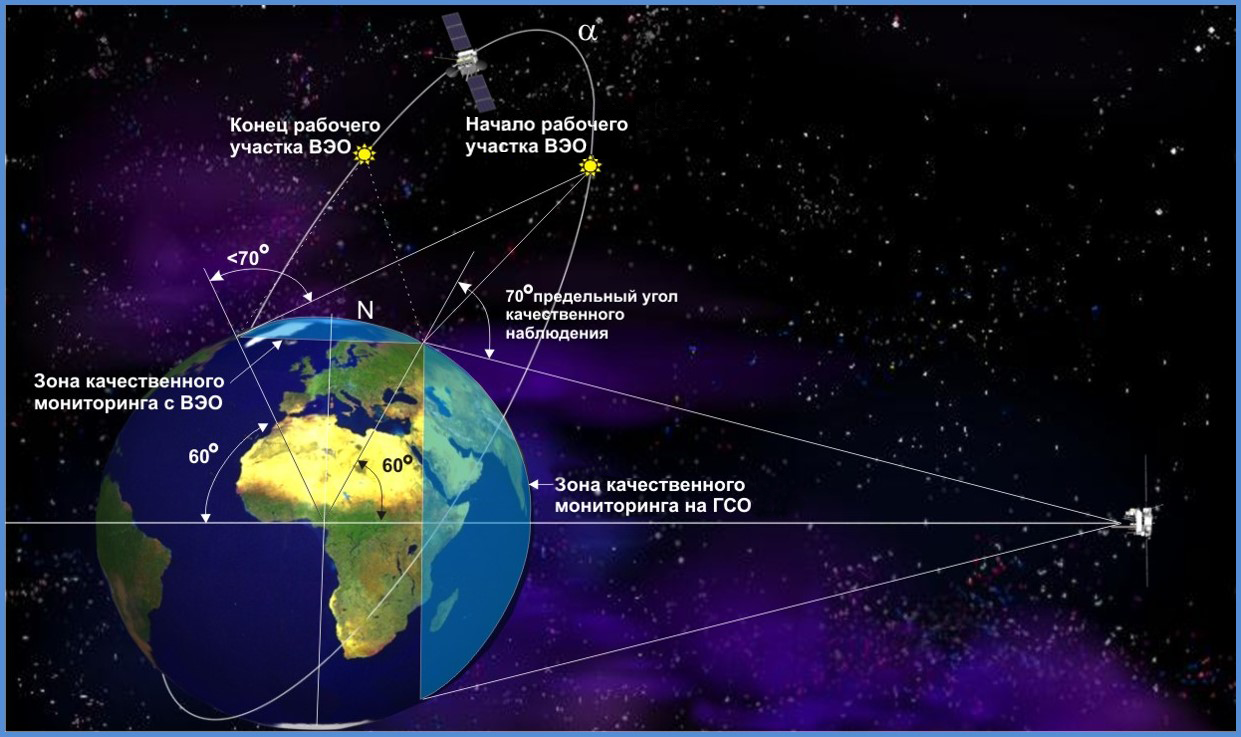 α
Конец рабочего
участка ВЭО
Начало рабочего
участка ВЭО
<70°
N
70°предельный угол
качественного
наблюдения
Зона качественного
мониторинга с ВЭО
60°
60°
Зона качественного
мониторинга на ГСО